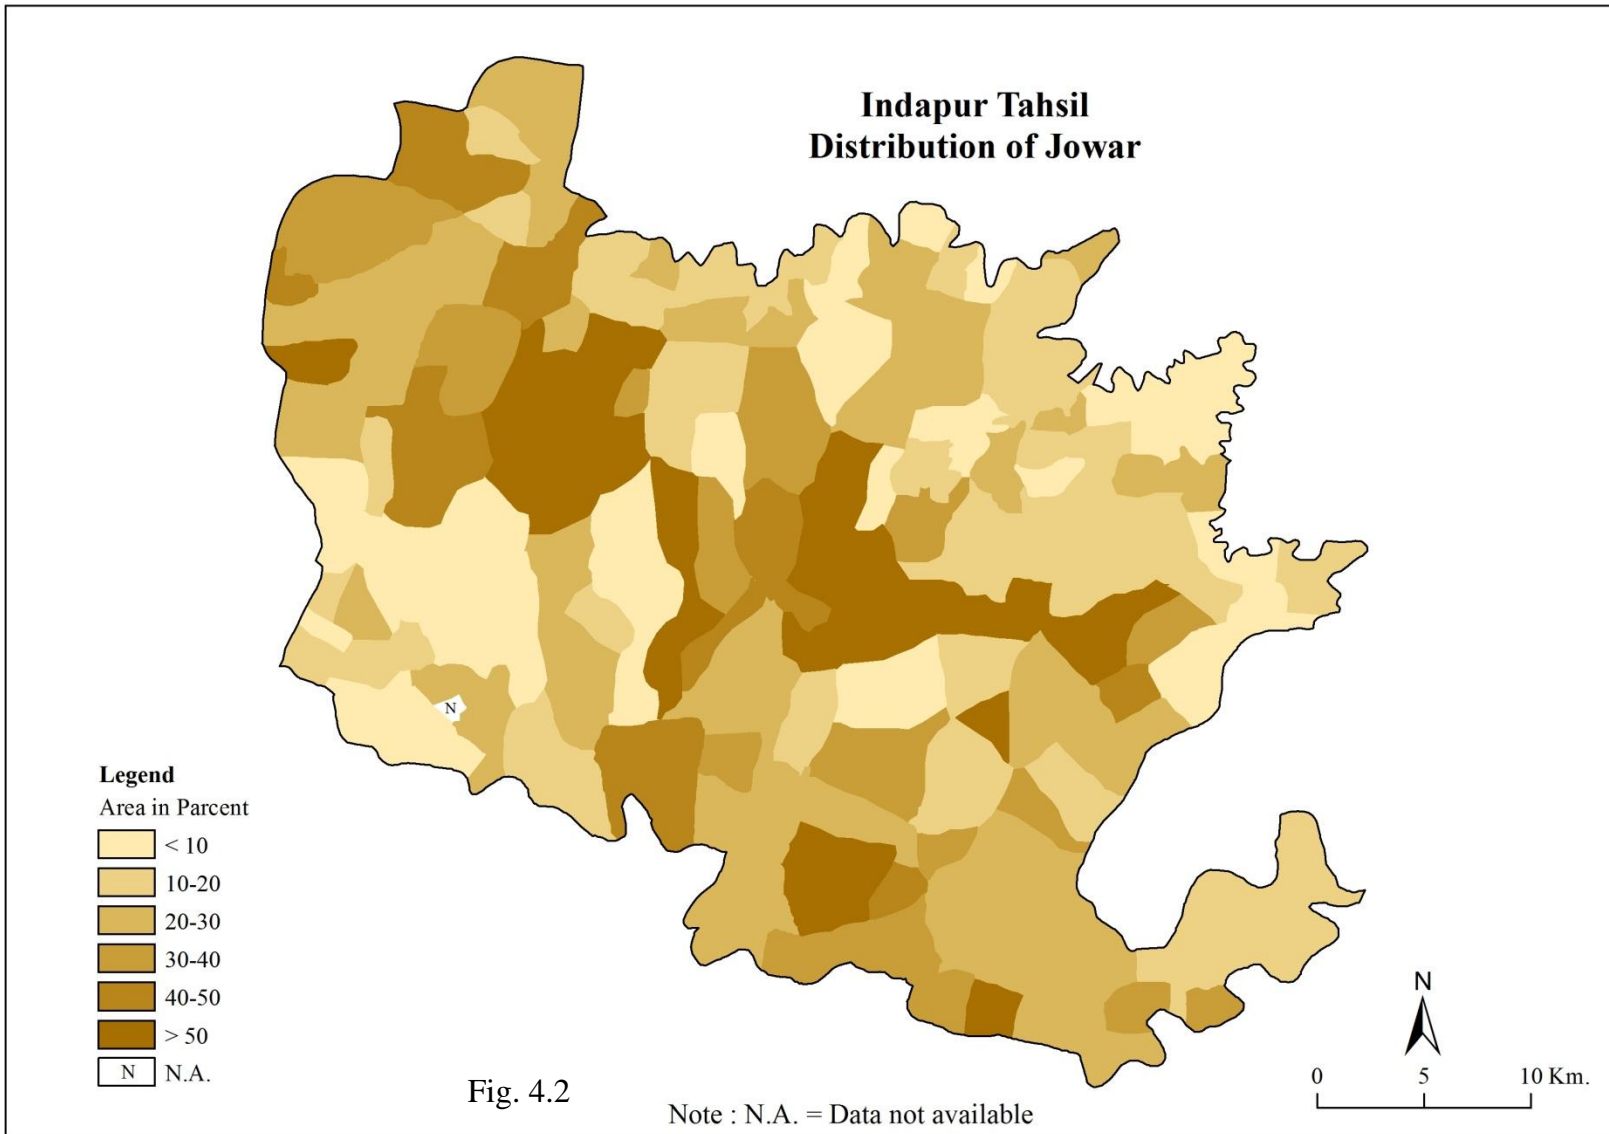 Indapur Tahsil
Distribution of Jowar
N
Legend
Area in Parcent
< 10
10-20
20-30
30-40
40-50
> 50
N N.A.
Fig. 4.2
Note : N.A. = Data not available
N
0 5 10 Km.